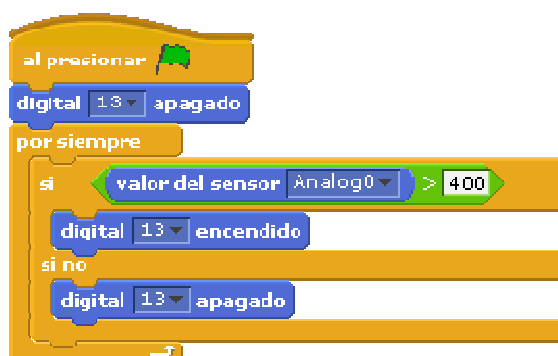 al presionar
digital 13 apagado
por siempre
si valor del sensor Analog0 > 400
digital 13 encendido
si no
digital 13 apagado